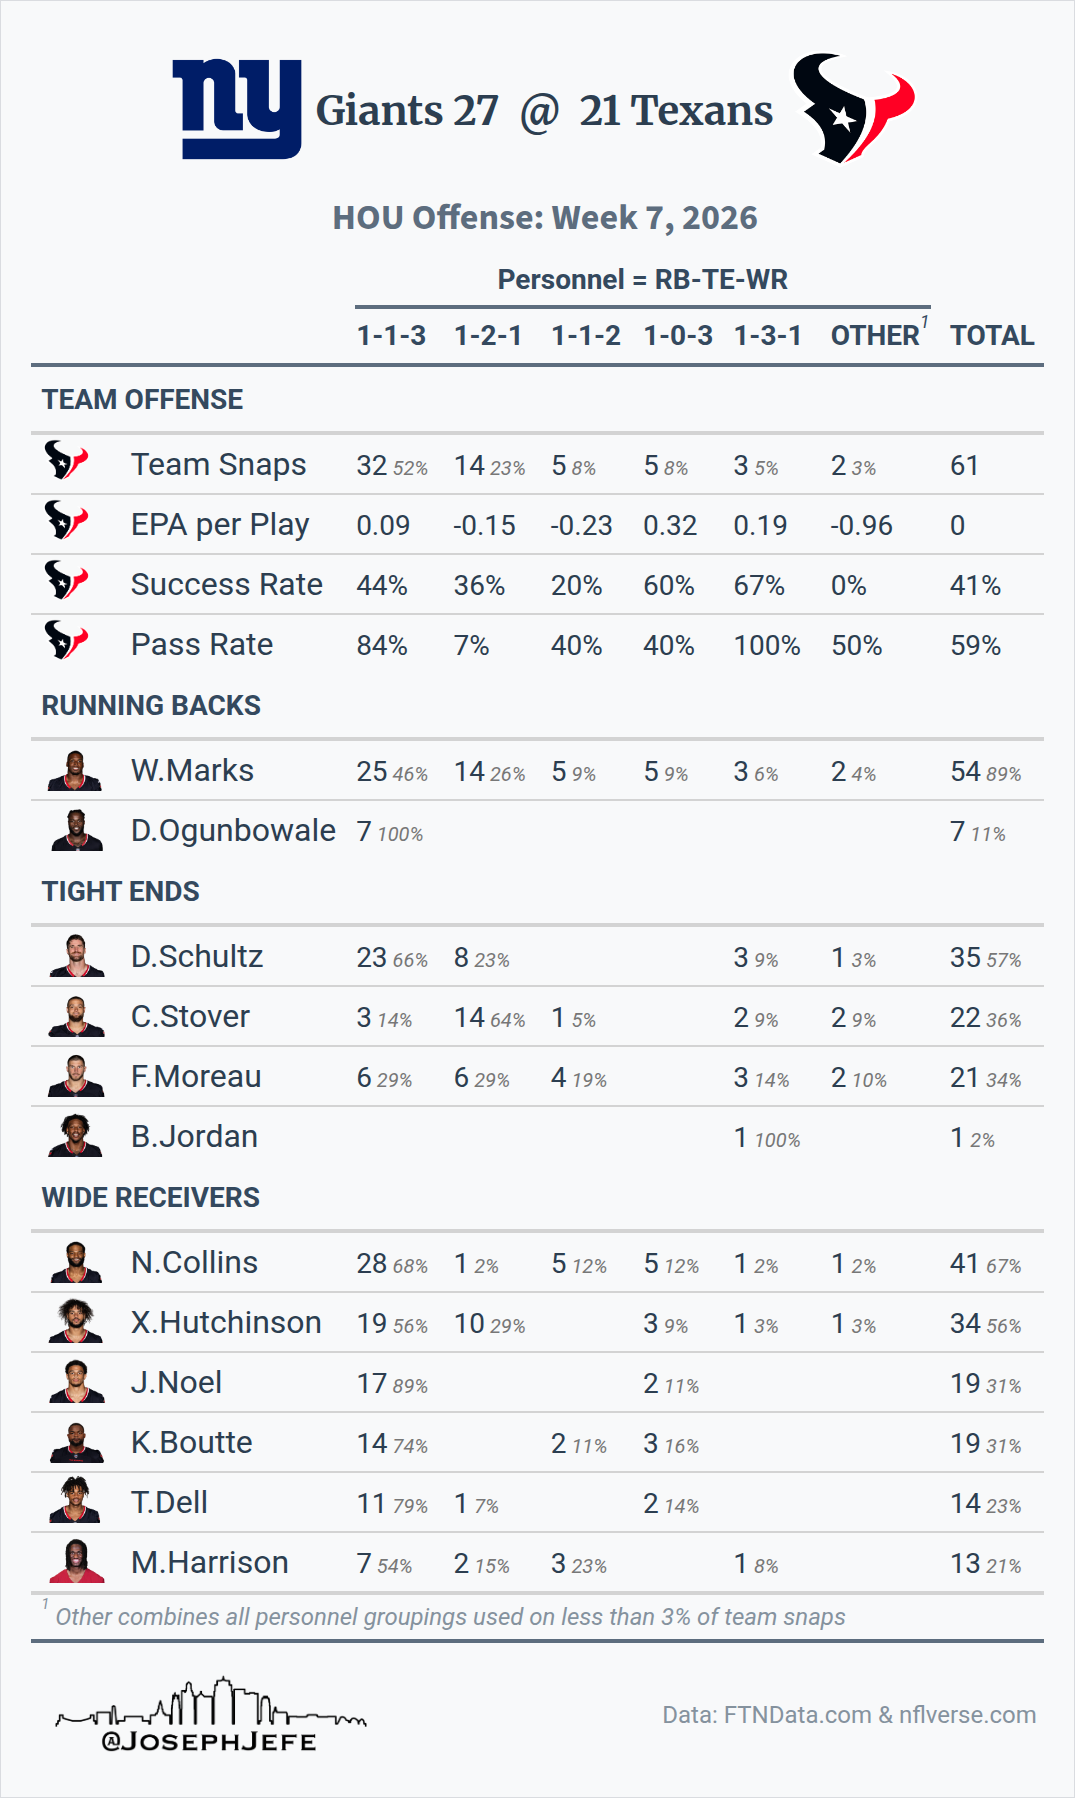 ny Giants 27 @ 21 Texans
HOU Offense: Week 7, 2026
Personnel = RB-TE-WR
1-1-3 1-2-1 1-1-2 1-0-3 1-3-1 OTHER1 TOTAL
TEAM OFFENSE
Team Snaps 32 52% 14 23% 5 8% 5 8% 3 5% 2 3% 61
EPA per Play 0.09 -0.15 -0.23 0.32 0.19 -0.96 0
Success Rate 44% 36% 20% 60% 67% 0% 41%
Pass Rate 84% 7% 40% 40% 100% 50% 59%
RUNNING BACKS
W.Marks 25 46% 14 26% 5 9% 5 9% 3 6% 2 4% 54 89%
D.Ogunbowale 7 100% 7 11%
TIGHT ENDS
D.Schultz 23 66% 8 23% 3 9% 1 3% 35 57%
C.Stover 3 14% 14 64% 1 5% 2 9% 2 9% 22 36%
F.Moreau 6 29% 6 29% 4 19% 3 14% 2 10% 21 34%
B.Jordan 1 100% 1 2%
WIDE RECEIVERS
N.Collins 28 68% 1 2% 5 12% 5 12% 1 2% 1 2% 41 67%
X.Hutchinson 19 56% 10 29% 3 9% 1 3% 1 3% 34 56%
J.Noel 17 89% 2 11% 19 31%
K.Boutte 14 74% 2 11% 3 16% 19 31%
T.Dell 11 79% 1 7% 2 14% 14 23%
M.Harrison 7 54% 2 15% 3 23% 1 8% 13 21%
1 Other combines all personnel groupings used on less than 3% of team snaps
@JosephJefe
Data: FTNData.com & nflverse.com